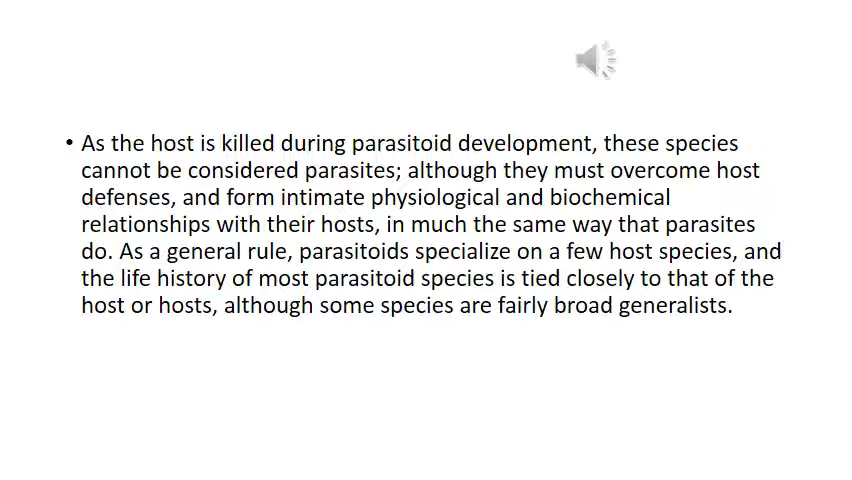 • As the host is killed during parasitoid development, these species
cannot be considered parasites; although they must overcome host
defenses, and form intimate physiological and biochemical
relationships with their hosts, in much the same way that parasites
do. As a general rule, parasitoids specialize on a few host species, and
the life history of most parasitoid species is tied closely to that of the
host or hosts, although some species are fairly broad generalists.